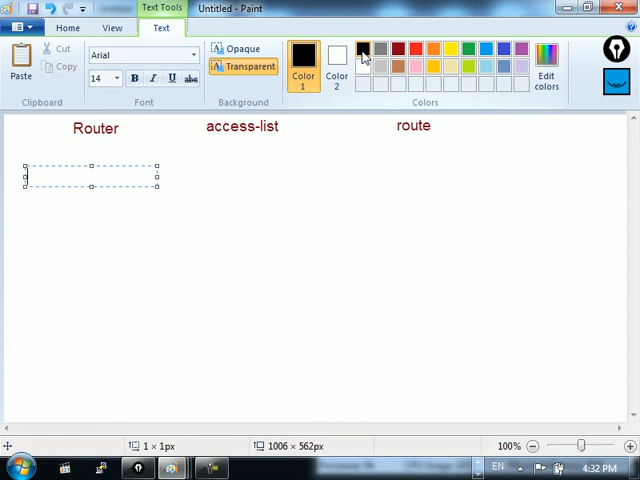 Text Tools
Untitled - Paint
Home
View
Text
Paste
Cut
Copy
Clipboard
Arial
14
B I U abc
Font
Opaque
Transparent
Background
Color 1
Color 2
Edit colors
Colors
Router access-list route
1 × 1px
1006 × 562px
100%
EN
4:32 PM